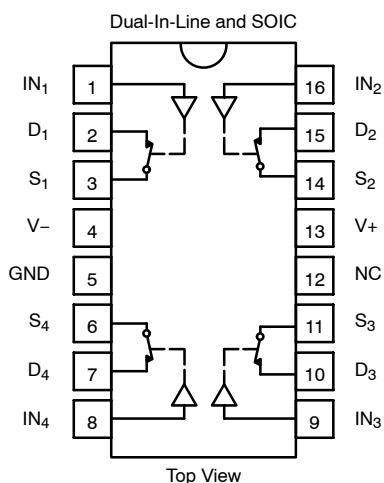 Dual-In-Line and SOIC
IN₁ 1 16 IN₂
D₁ 2 15 D₂
S₁ 3 14 S₂
V− 4 13 V+
GND 5 12 NC
S₄ 6 11 S₃
D₄ 7 10 D₃
IN₄ 8 9 IN₃
Top View